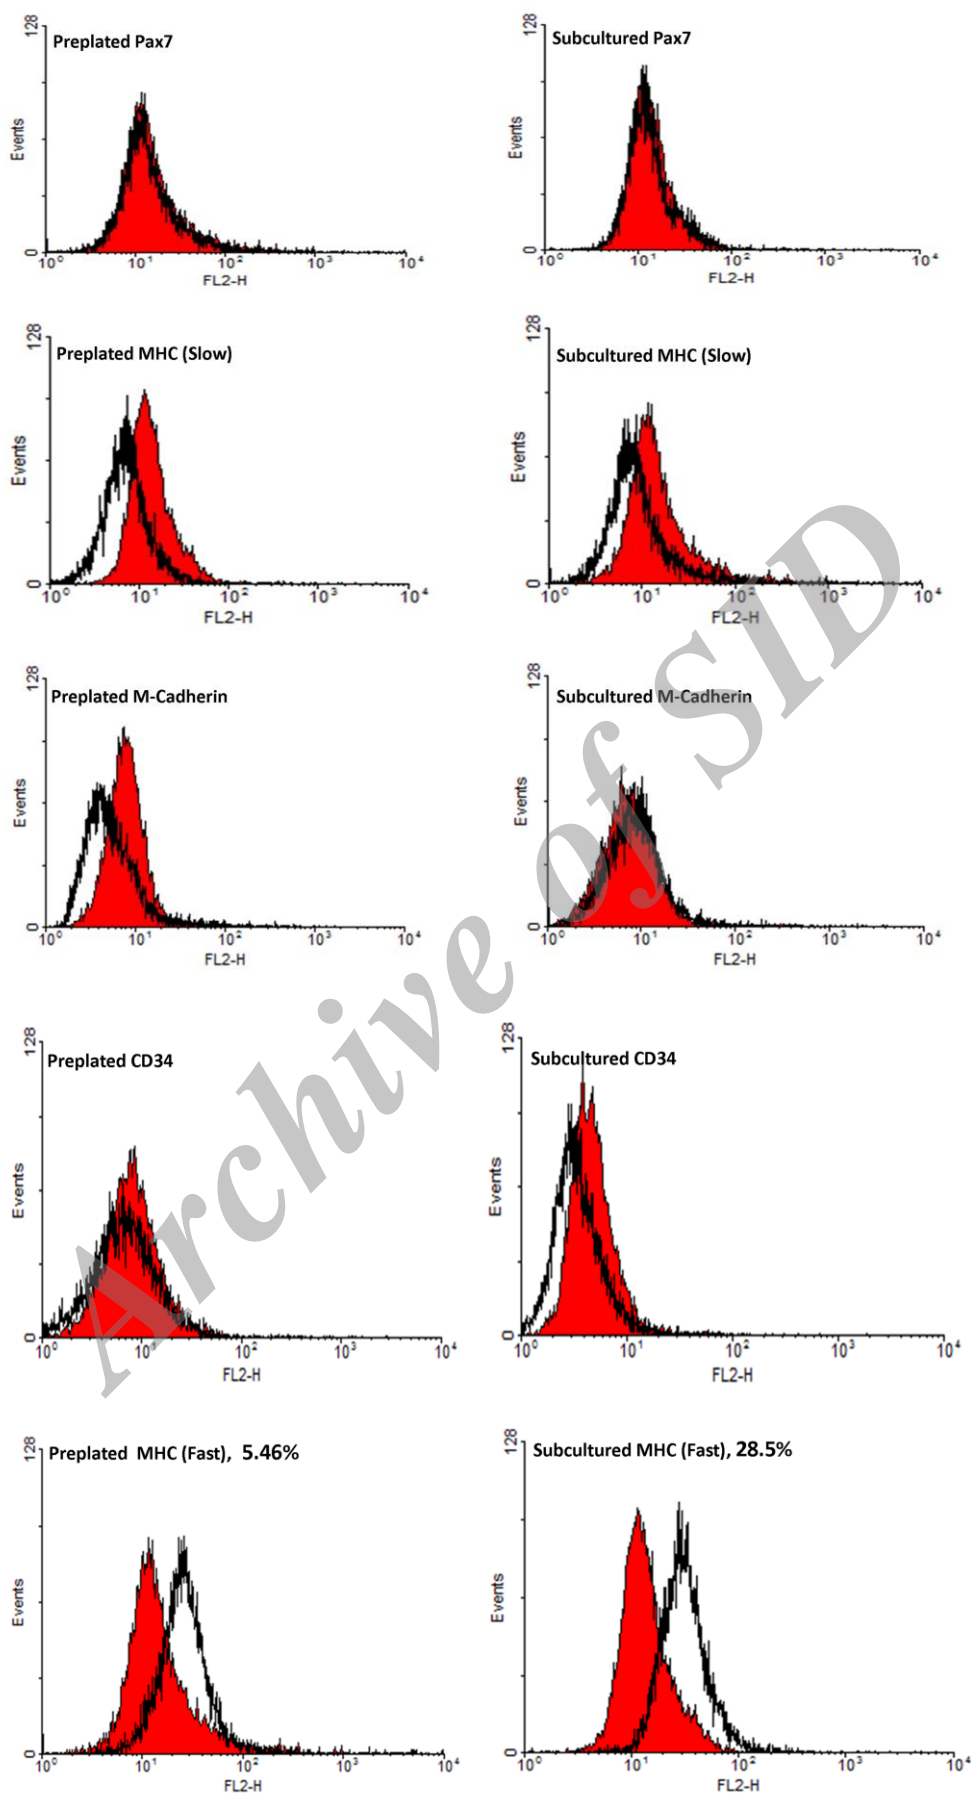 Preplated Pax7
128
Events
0
10⁰ 10¹ 10² 10³ 10⁴
FL2-H
Subcultured Pax7
128
Events
0
10⁰ 10¹ 10² 10³ 10⁴
FL2-H
Preplated MHC (Slow)
128
Events
0
10⁰ 10¹ 10² 10³ 10⁴
FL2-H
Subcultured MHC (Slow)
128
Events
0
10⁰ 10¹ 10² 10³ 10⁴
FL2-H
Preplated M-Cadherin
128
Events
0
10⁰ 10¹ 10² 10³ 10⁴
FL2-H
Subcultured M-Cadherin
128
Events
0
10⁰ 10¹ 10² 10³ 10⁴
FL2-H
Preplated CD34
128
Events
0
10⁰ 10¹ 10² 10³ 10⁴
FL2-H
Subcultured CD34
128
Events
0
10⁰ 10¹ 10² 10³ 10⁴
FL2-H
Preplated MHC (Fast), 5.46%
128
Events
0
10⁰ 10¹ 10² 10³ 10⁴
FL2-H
Subcultured MHC (Fast), 28.5%
128
Events
0
10⁰ 10¹ 10² 10³ 10⁴
FL2-H
Archive of SID